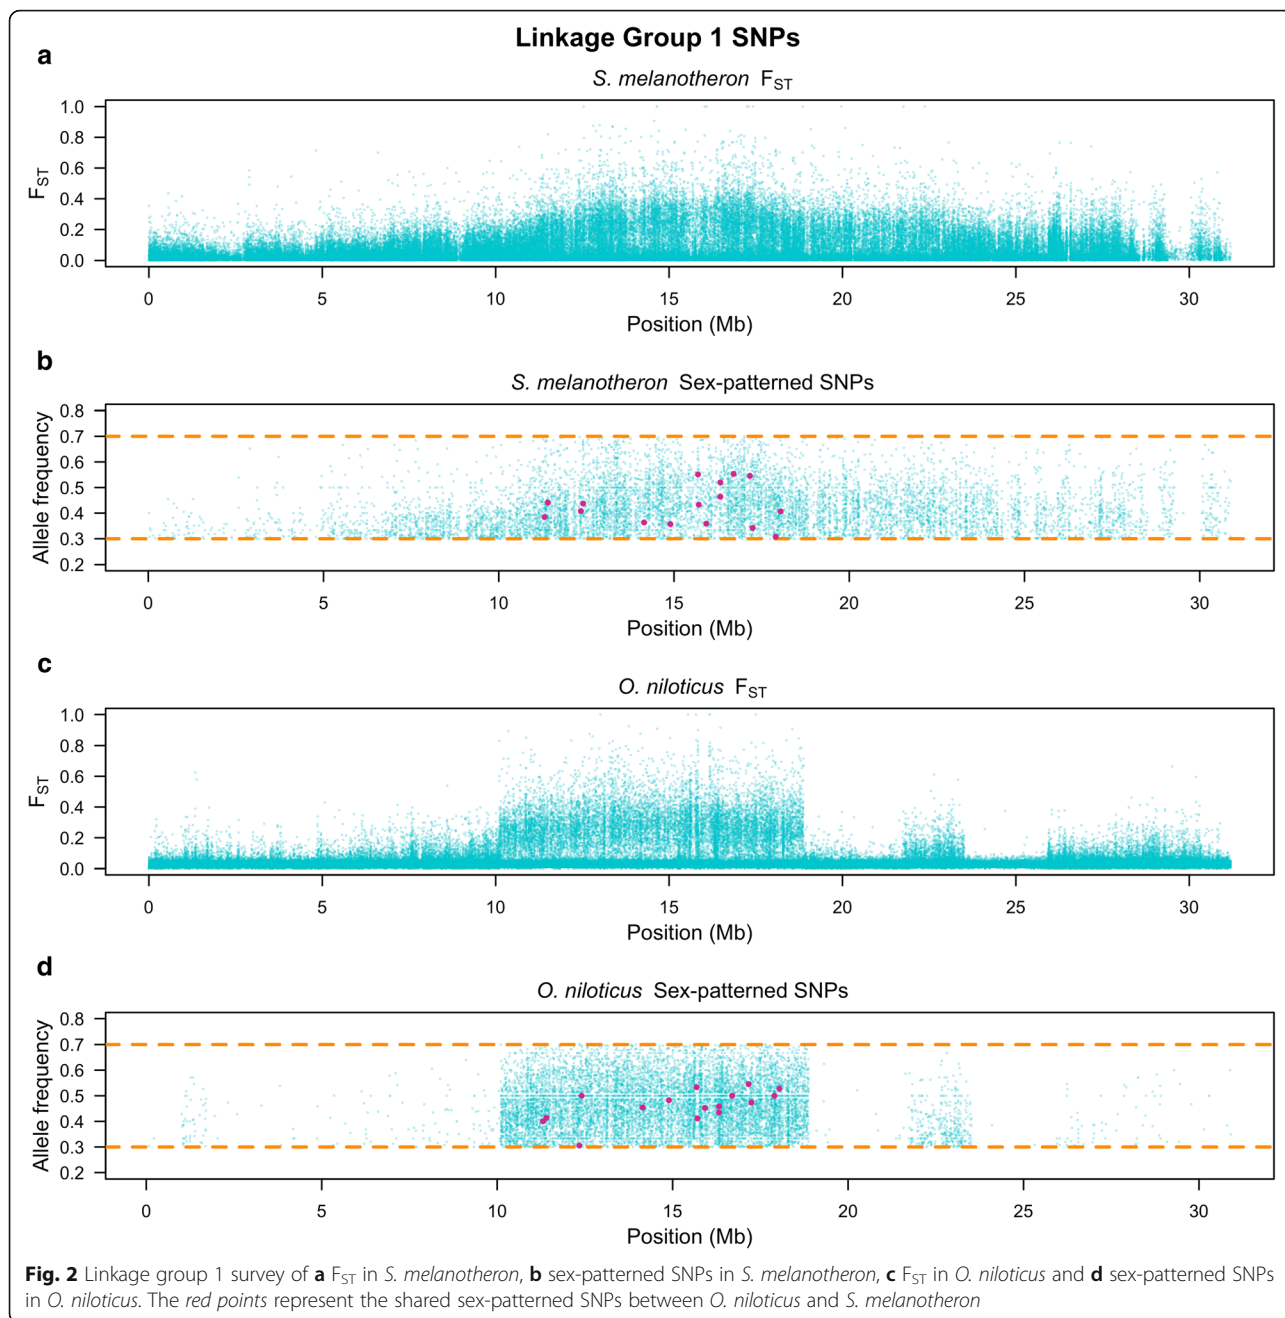 Linkage Group 1 SNPs
a
S. melanotheron FST
1.0
0.8
0.6
0.4
0.2
0.0
FST
0 5 10 15 20 25 30
Position (Mb)
b
S. melanotheron Sex-patterned SNPs
0.8
0.7
0.6
0.5
0.4
0.3
0.2
Allele frequency
0 5 10 15 20 25 30
Position (Mb)
c
O. niloticus FST
1.0
0.8
0.6
0.4
0.2
0.0
FST
0 5 10 15 20 25 30
Position (Mb)
d
O. niloticus Sex-patterned SNPs
0.8
0.7
0.6
0.5
0.4
0.3
0.2
Allele frequency
0 5 10 15 20 25 30
Position (Mb)
Fig. 2 Linkage group 1 survey of a FST in S. melanotheron, b sex-patterned SNPs in S. melanotheron, c FST in O. niloticus and d sex-patterned SNPs
in O. niloticus. The red points represent the shared sex-patterned SNPs between O. niloticus and S. melanotheron